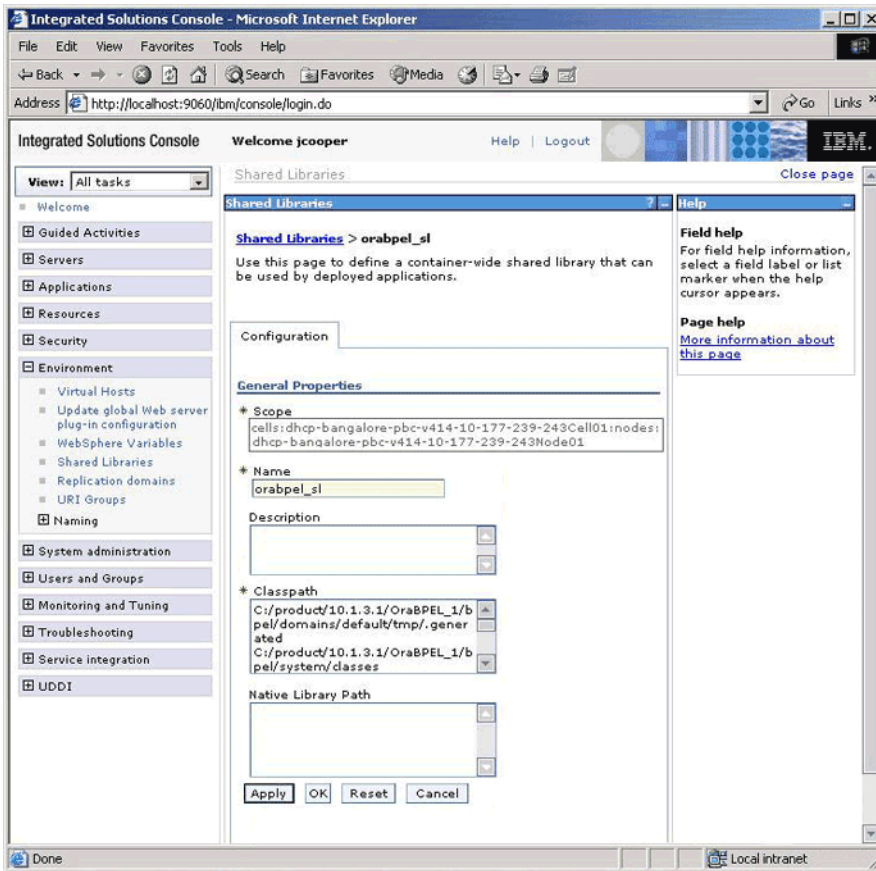 Integrated Solutions Console - Microsoft Internet Explorer
File Edit View Favorites Tools Help
Back Search Favorites Media
Address http://localhost:9060/ibm/console/login.do Go Links »
Integrated Solutions Console Welcome jcooper Help | Logout IBM.
View: All tasks
Welcome
Guided Activities
Servers
Applications
Resources
Security
Environment
Virtual Hosts
Update global Web server
plug-in configuration
WebSphere Variables
Shared Libraries
Replication domains
URI Groups
Naming
System administration
Users and Groups
Monitoring and Tuning
Troubleshooting
Service integration
UDDI
Shared Libraries Close page
Shared Libraries ? -
Shared Libraries > orabpel_sl
Use this page to define a container-wide shared library that can
be used by deployed applications.
Configuration
General Properties
* Scope
cells:dhcp-bangalore-pbc-v414-10-177-239-243Cell01:nodes:
dhcp-bangalore-pbc-v414-10-177-239-243Node01
* Name
orabpel_sl
Description
* Classpath
C:/product/10.1.3.1/OraBPEL_1/b
pel/domains/default/tmp/.gener
ated
C:/product/10.1.3.1/OraBPEL_1/b
pel/system/classes
Native Library Path
Apply OK Reset Cancel
Help -
Field help
For field help information,
select a field label or list
marker when the help
cursor appears.
Page help
More information about
this page
Done Local intranet